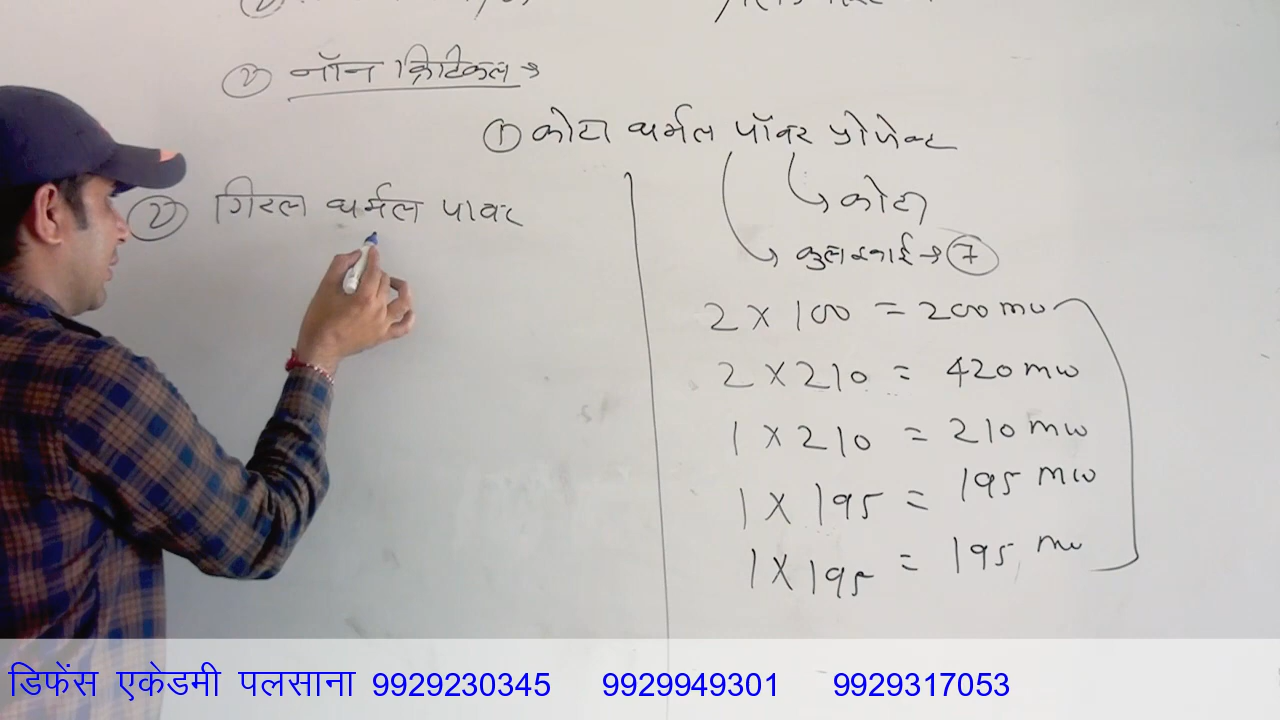 ② नॉन क्रिटिकल →
① कोटा थर्मल पॉवर प्रोजेक्ट
कोटा
कुल इकाई → ⑦
2 × 100 = 200 mw
2 × 210 = 420 mw
1 × 210 = 210 mw
1 × 195 = 195 mw
1 × 195 = 195 mw
② गिरल थर्मल पावर
डिफेंस एकेडमी पलसाना 9929230345 9929949301 9929317053